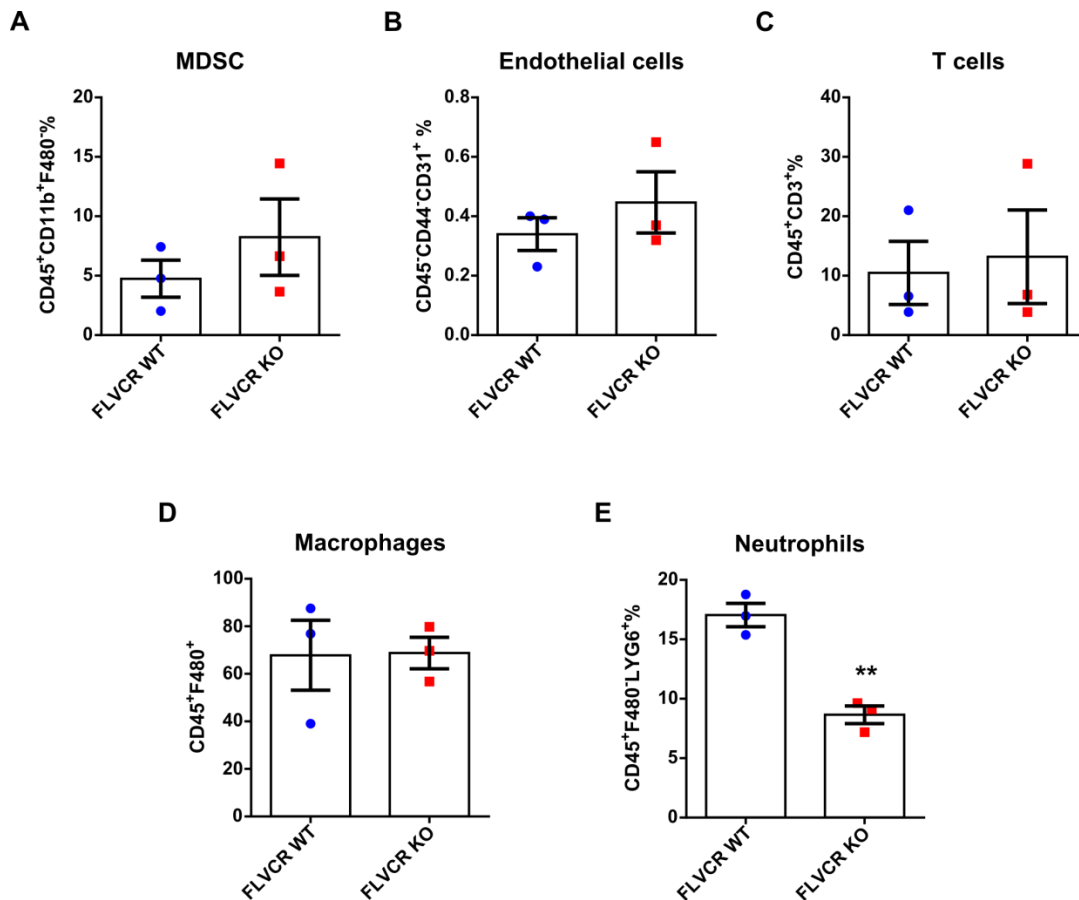 A
MDSC
CD45⁺CD11b⁺F480⁻%
20
15
10
5
0
FLVCR WT
FLVCR KO
B
Endothelial cells
CD45⁻CD44⁻CD31⁺ %
0.8
0.6
0.4
0.2
0.0
FLVCR WT
FLVCR KO
C
T cells
CD45⁺CD3⁺%
40
30
20
10
0
FLVCR WT
FLVCR KO
D
Macrophages
CD45⁺F480⁺
100
80
60
40
20
0
FLVCR WT
FLVCR KO
E
Neutrophils
CD45⁺F480⁻LYG6⁺%
20
15
10
5
0
**
FLVCR WT
FLVCR KO